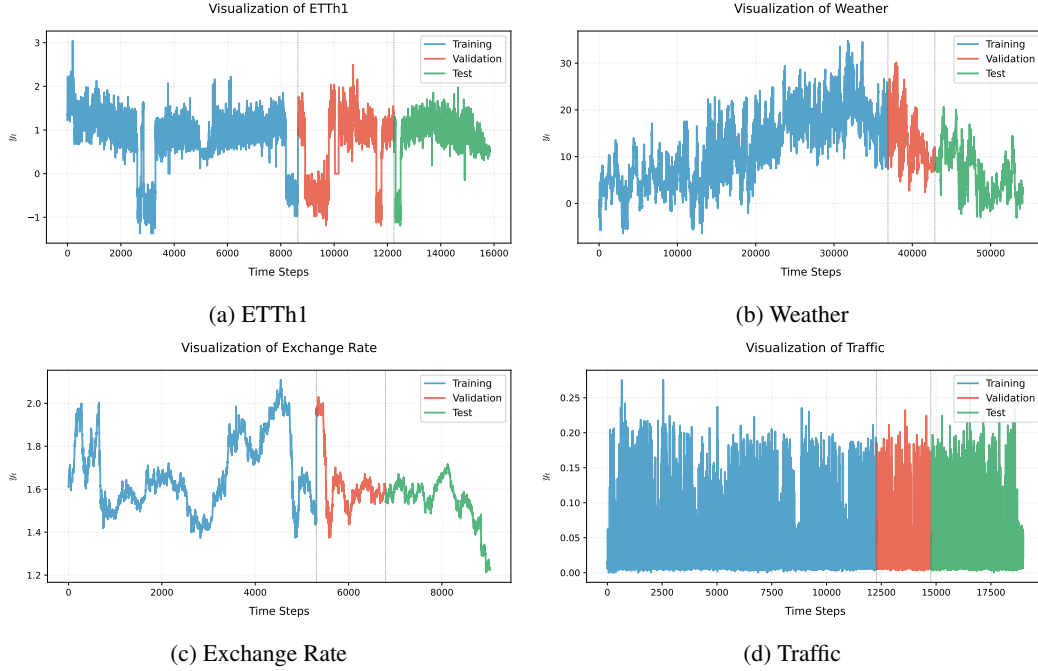 Visualization of ETTh1
3
2
1
0
−1
yₜ
0 2000 4000 6000 8000 10000 12000 14000 16000
Time Steps
Training
Validation
Test
(a) ETTh1
Visualization of Weather
30
20
10
0
yₜ
0 10000 20000 30000 40000 50000
Time Steps
Training
Validation
Test
(b) Weather
Visualization of Exchange Rate
2.0
1.8
1.6
1.4
1.2
yₜ
0 2000 4000 6000 8000
Time Steps
Training
Validation
Test
(c) Exchange Rate
Visualization of Traffic
0.25
0.20
0.15
0.10
0.05
0.00
yₜ
0 2500 5000 7500 10000 12500 15000 17500
Time Steps
Training
Validation
Test
(d) Traffic